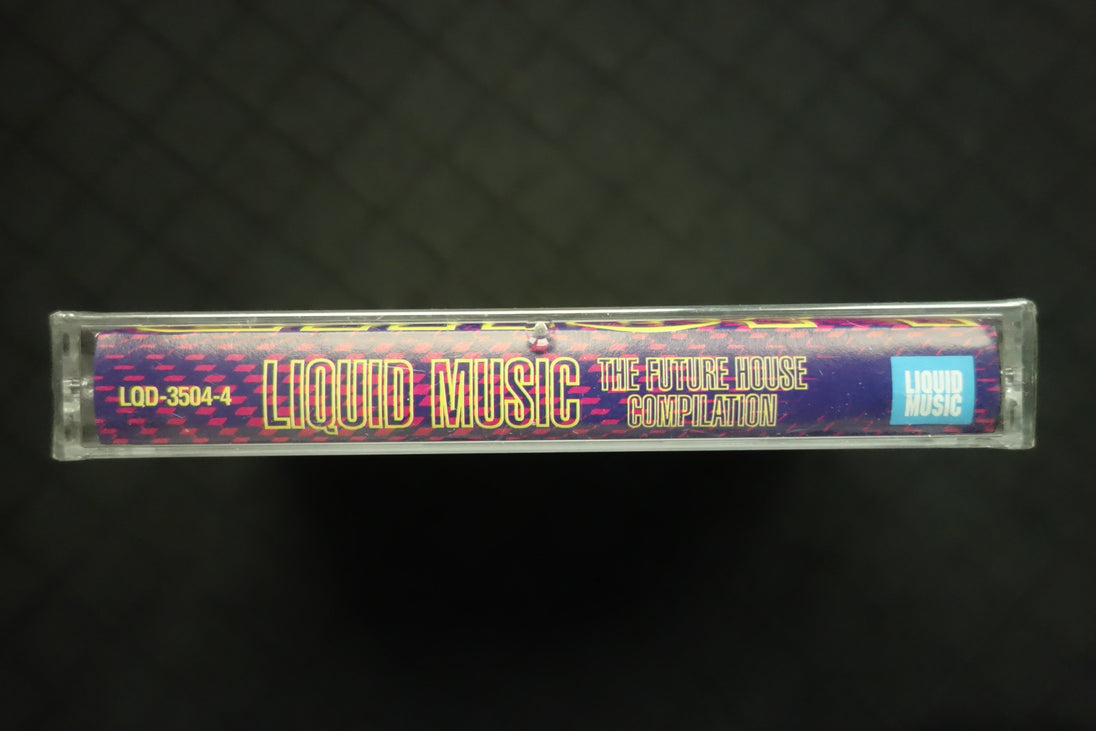 LQD-3504-4
LIQUID MUSIC
THE FUTURE HOUSE
COMPILATION
LIQUID
MUSIC